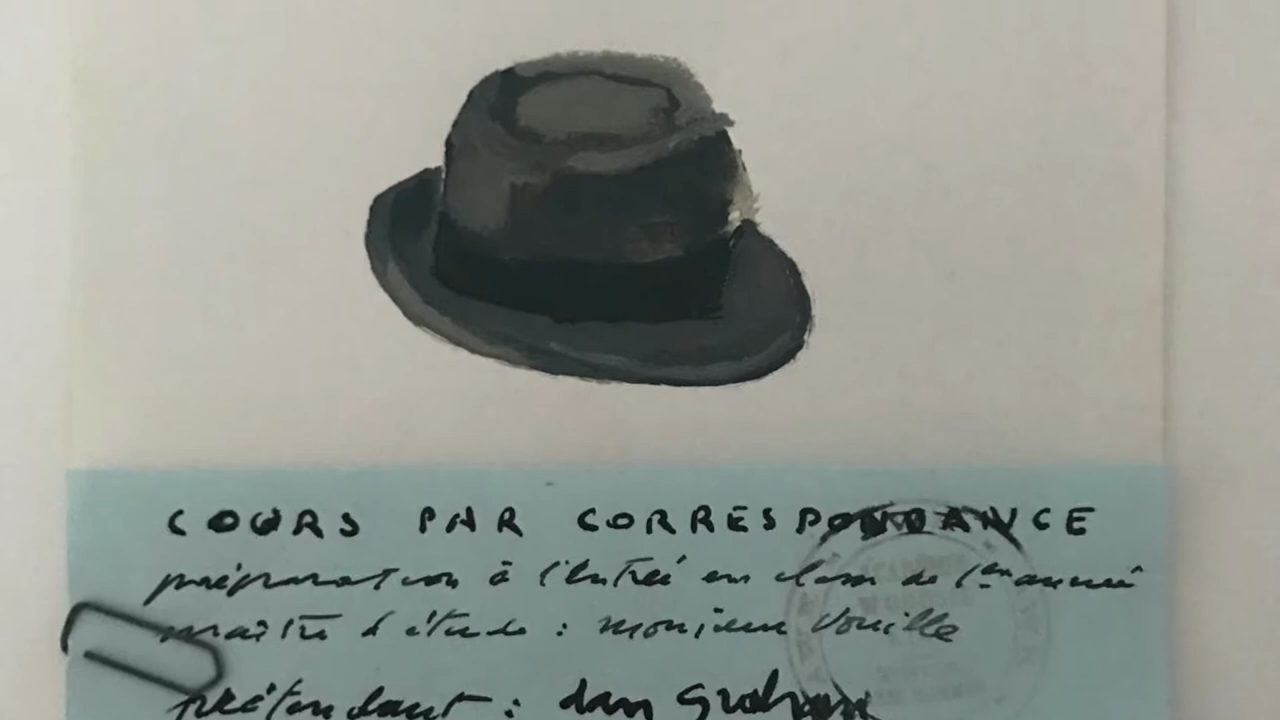 COURS PAR CORRESPONDANCE
préparation à l'entrée en classe de 1ère année
maître d'étude : monsieur Vouille
prétendant : dan Graham